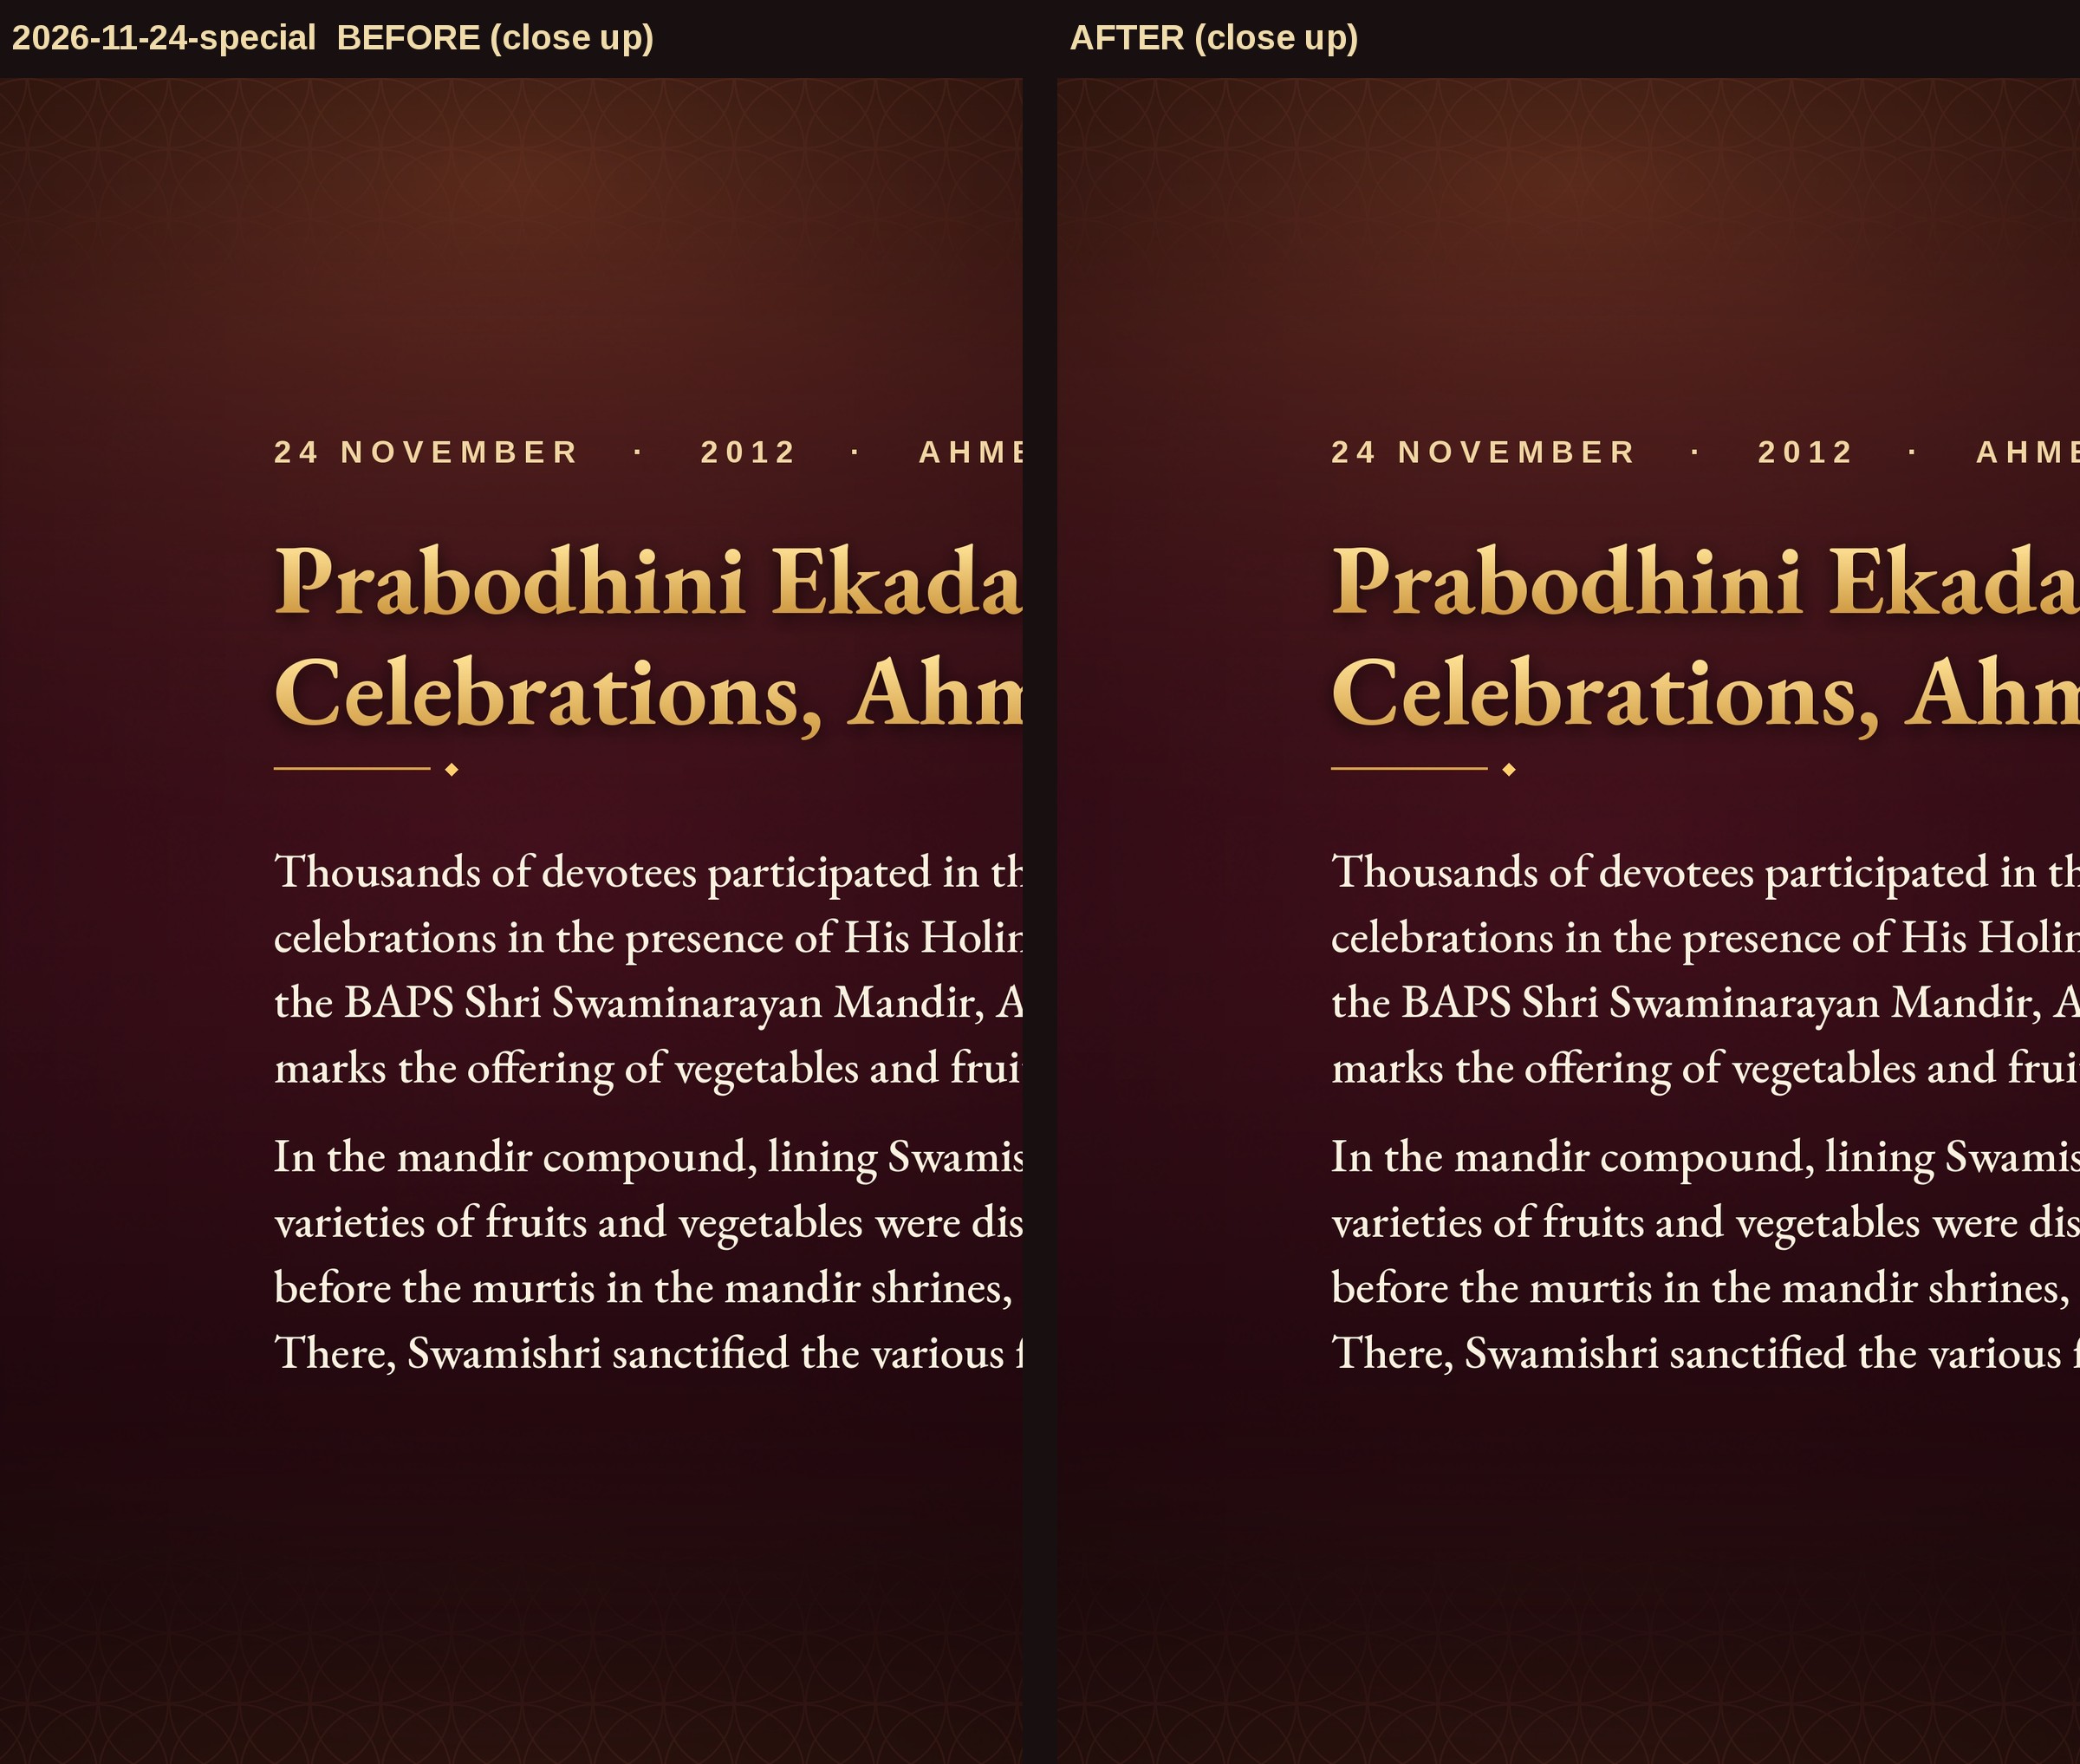 2026-11-24-special BEFORE (close up)
24 NOVEMBER · 2012 ·
Prabodhini
Celebrations,
Thousands of devotees participated in
celebrations in the presence of His
the BAPS Shri Swaminarayan Mandir,
marks the offering of vegetables and
In the mandir compound, lining
varieties of fruits and vegetables were
before the murtis in the mandir shrines,
There, Swamishri sanctified the various
AFTER (close up)
24 NOVEMBER · 2012 ·
Prabodhini
Celebrations,
Thousands of devotees participated in
celebrations in the presence of His
the BAPS Shri Swaminarayan Mandir,
marks the offering of vegetables and
In the mandir compound, lining
varieties of fruits and vegetables were
before the murtis in the mandir shrines,
There, Swamishri sanctified the various